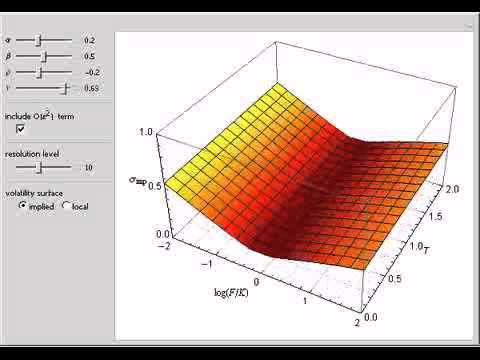 α 0.2
β 0.5
ρ -0.2
ν 0.65
include O(ε²) term
resolution level
10
volatility surface
implied local
1.0
σimp
0.5
0.0
-2
-1
0
1
2
log(F/K)
0.0
0.5
1.0
T
1.5
2.0